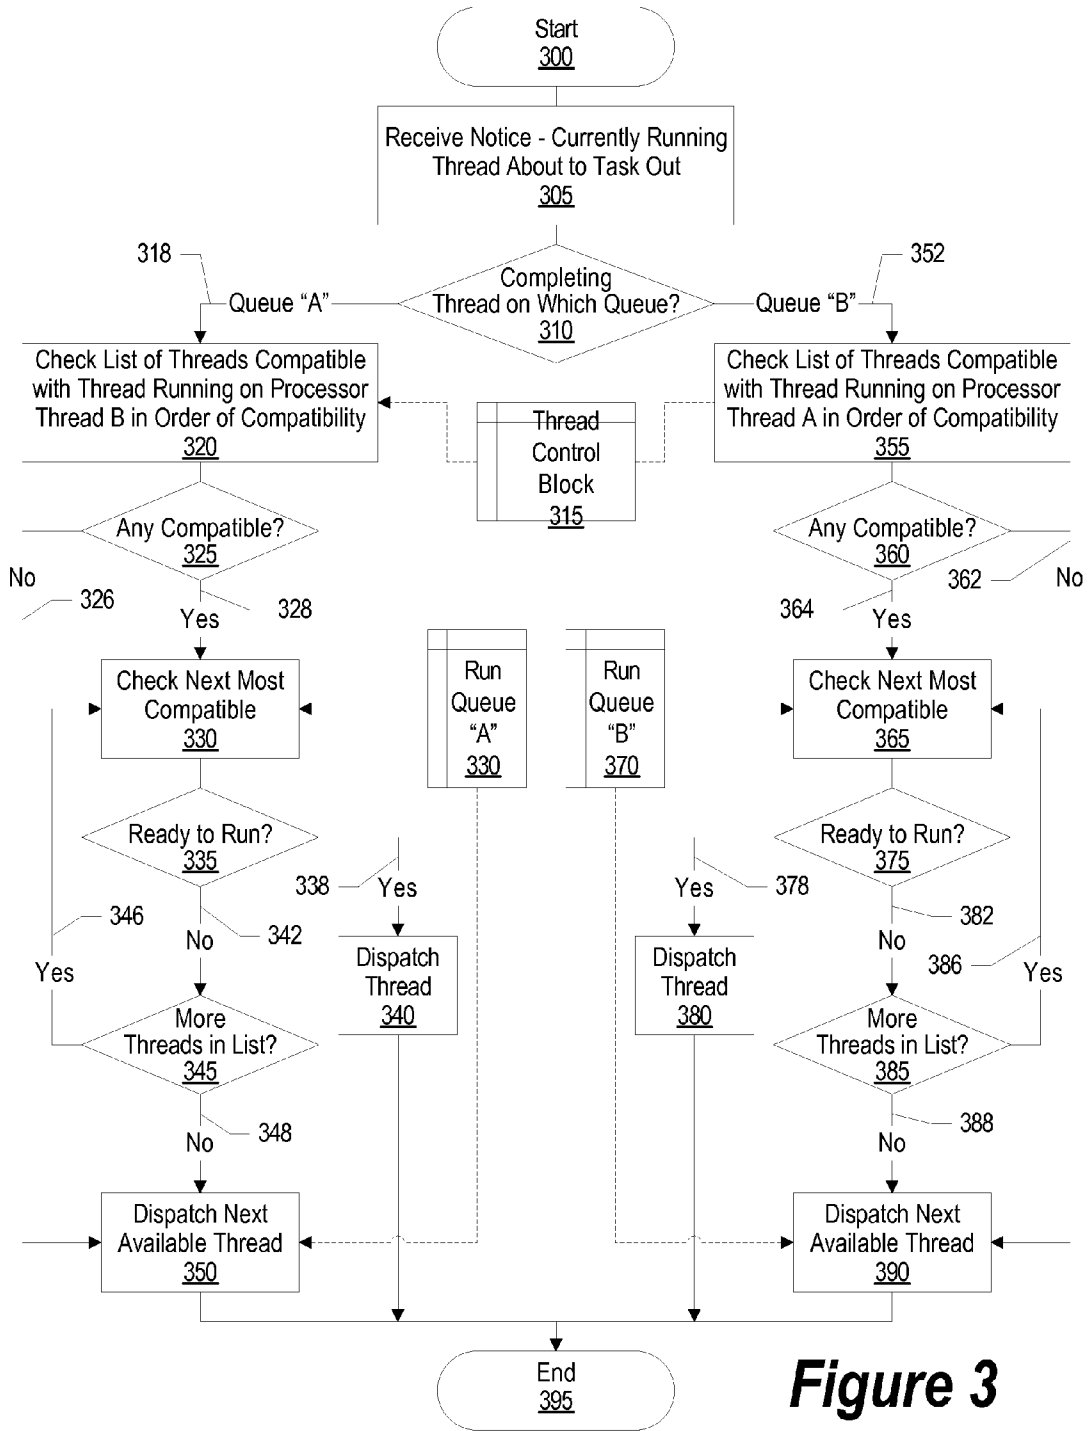 Start
300
Receive Notice - Currently Running
Thread About to Task Out
305
318
352
Completing
Thread on Which Queue?
310
Queue “A”
Queue “B”
Check List of Threads Compatible
with Thread Running on Processor
Thread B in Order of Compatibility
320
Thread
Control
Block
315
Check List of Threads Compatible
with Thread Running on Processor
Thread A in Order of Compatibility
355
Any Compatible?
325
Any Compatible?
360
No
326
328
Yes
364
Yes
362
No
Check Next Most
Compatible
330
Run
Queue
“A”
330
Run
Queue
“B”
370
Check Next Most
Compatible
365
Ready to Run?
335
Ready to Run?
375
338
Yes
Yes
378
346
342
No
382
No
386
Yes
Yes
Dispatch
Thread
340
Dispatch
Thread
380
More
Threads in List?
345
More
Threads in List?
385
348
No
388
No
Dispatch Next
Available Thread
350
Dispatch Next
Available Thread
390
End
395
Figure 3